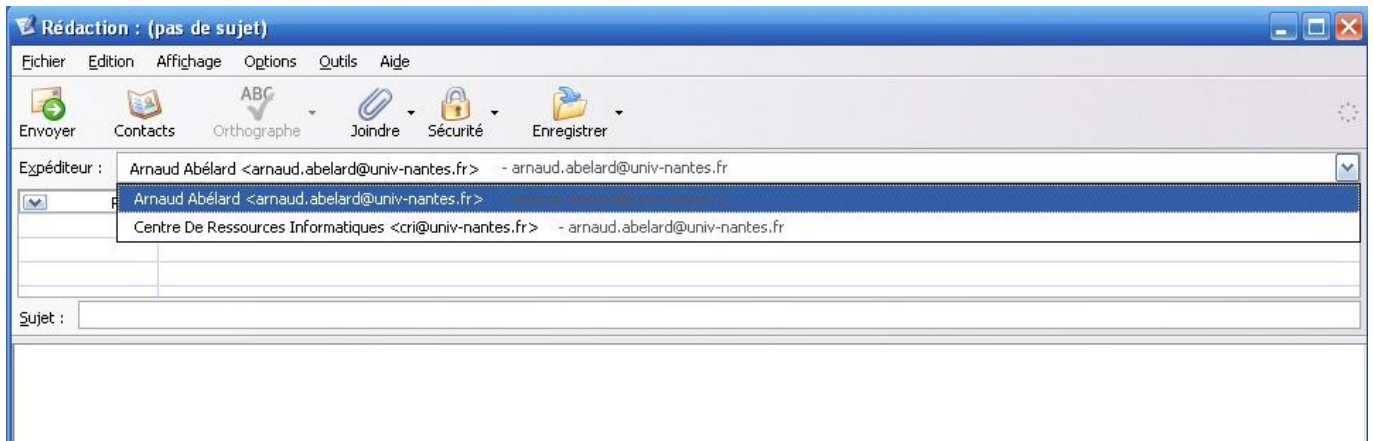 Rédaction : (pas de sujet)
Fichier Edition Affichage Options Outils Aide
ABC
Envoyer Contacts Orthographe Joindre Sécurité Enregistrer
Expéditeur : Arnaud Abélard <arnaud.abelard@univ-nantes.fr> - arnaud.abelard@univ-nantes.fr
Arnaud Abélard <arnaud.abelard@univ-nantes.fr>
Centre De Ressources Informatiques <cri@univ-nantes.fr> - arnaud.abelard@univ-nantes.fr
Sujet :